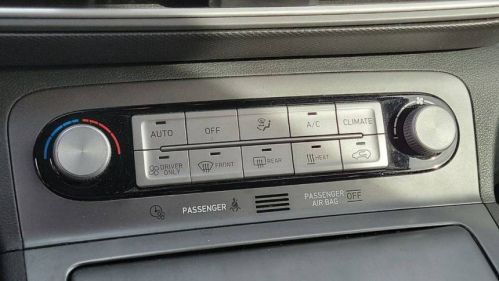 AUTO OFF A/C CLIMATE
DRIVER ONLY FRONT REAR HEAT
PASSENGER PASSENGER AIR BAG OFF